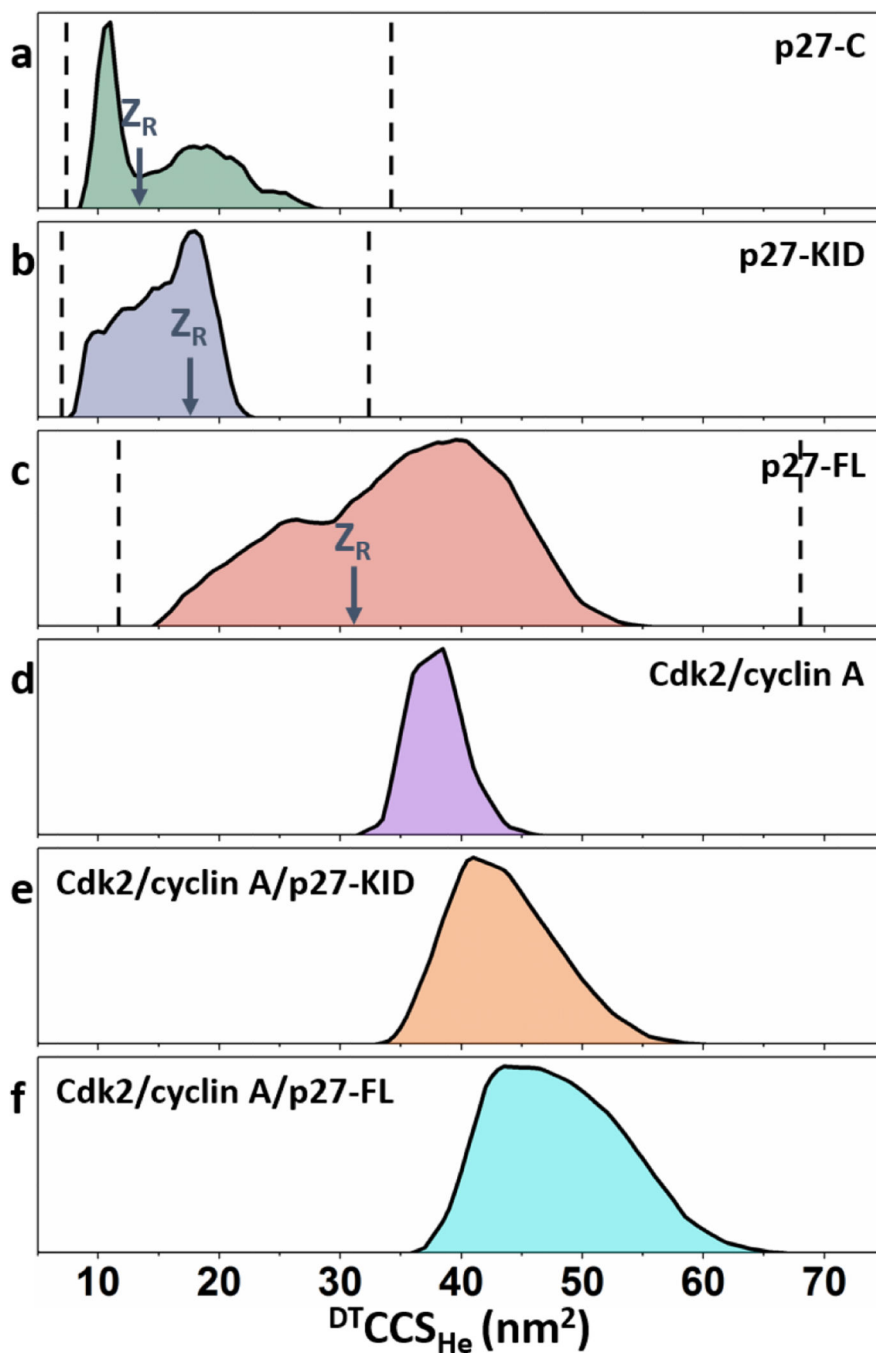 a
p27-C
Z_R
b
p27-KID
Z_R
c
p27-FL
Z_R
d
Cdk2/cyclin A
e
Cdk2/cyclin A/p27-KID
f
Cdk2/cyclin A/p27-FL
10 20 30 40 50 60 70
^DTCCS_He (nm²)